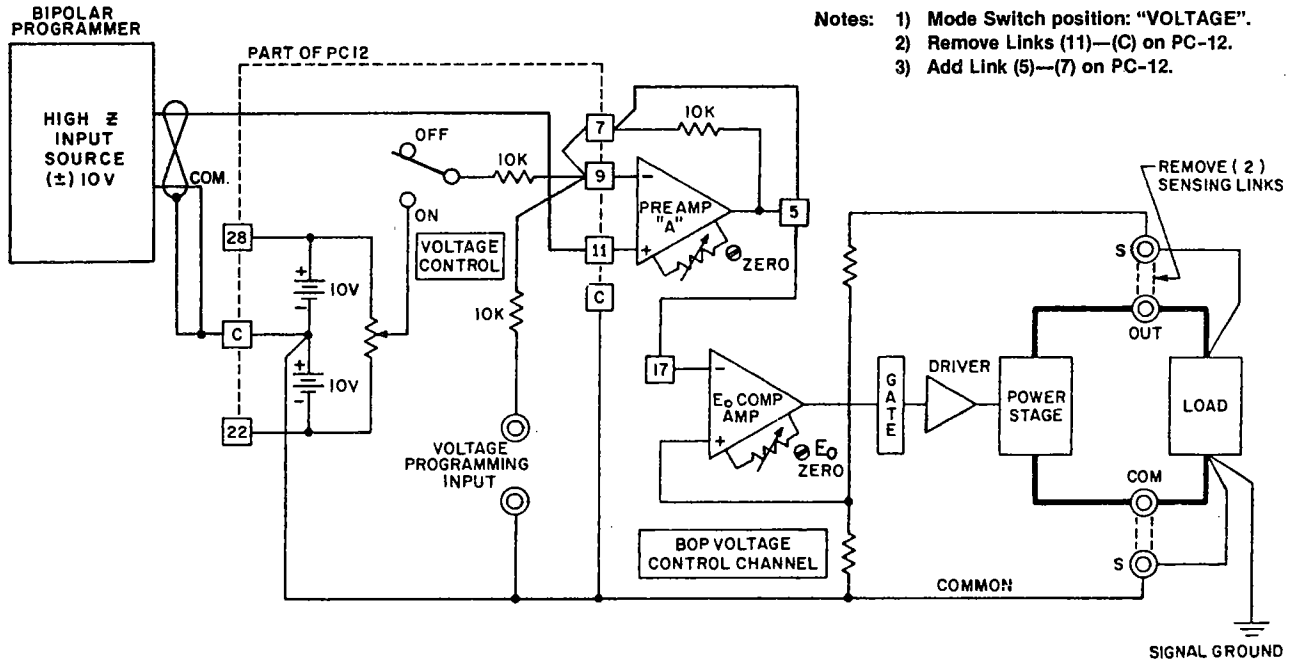 BIPOLAR
PROGRAMMER
Notes: 1) Mode Switch position: “VOLTAGE”.
2) Remove Links (11)—(C) on PC-12.
3) Add Link (5)—(7) on PC-12.
PART OF PC12
HIGH Z
INPUT
SOURCE
(±) 10V
COM.
OFF
10K
7
10K
9
-
PREAMP
"A"
5
11
+
ZERO
ON
VOLTAGE
CONTROL
28
+
10V
-
C
C
+
10V
-
22
10K
VOLTAGE
PROGRAMMING
INPUT
17
-
Eo COMP
AMP
+
Eo
ZERO
GATE
DRIVER
POWER
STAGE
LOAD
REMOVE (2)
SENSING LINKS
S
OUT
COM
S
BOP VOLTAGE
CONTROL CHANNEL
COMMON
SIGNAL GROUND